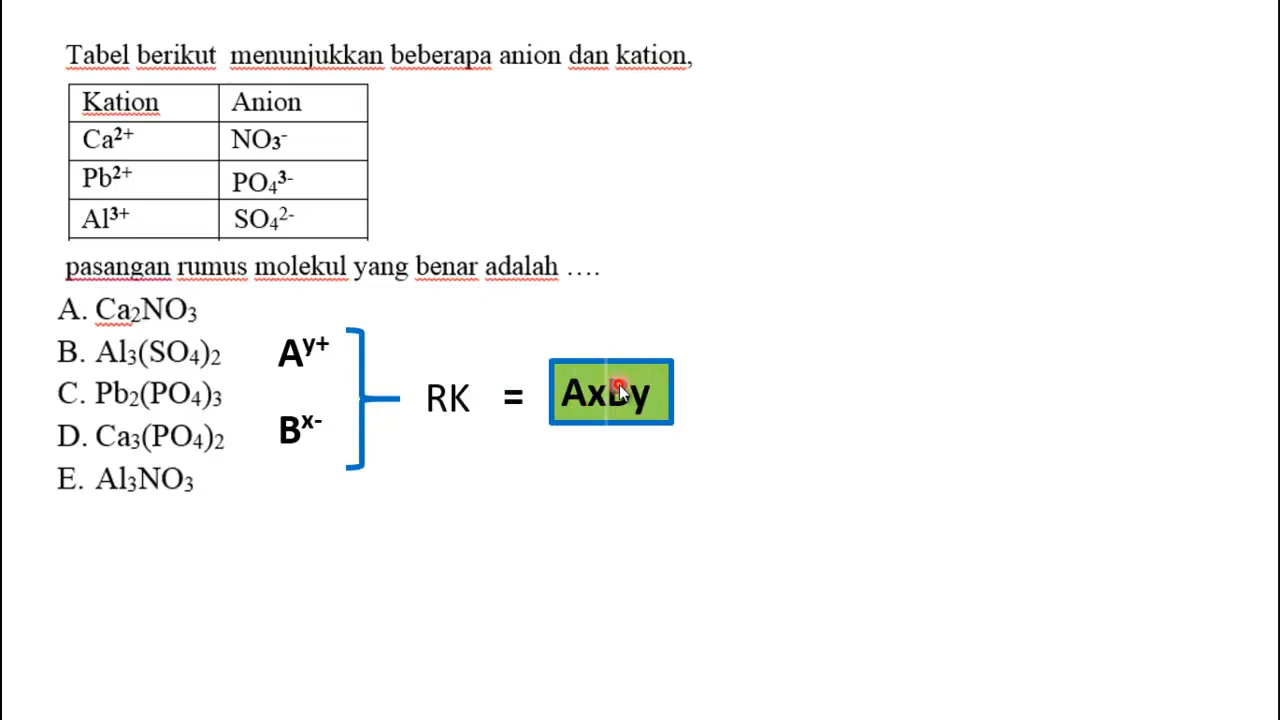 Tabel berikut menunjukkan beberapa anion dan kation,
Kation Anion
Ca²⁺ NO₃⁻
Pb²⁺ PO₄³⁻
Al³⁺ SO₄²⁻
pasangan rumus molekul yang benar adalah ....
A. Ca₂NO₃
B. Al₃(SO₄)₂
C. Pb₂(PO₄)₃
D. Ca₃(PO₄)₂
E. Al₃NO₃
Aʸ⁺
Bˣ⁻
RK = AxBy